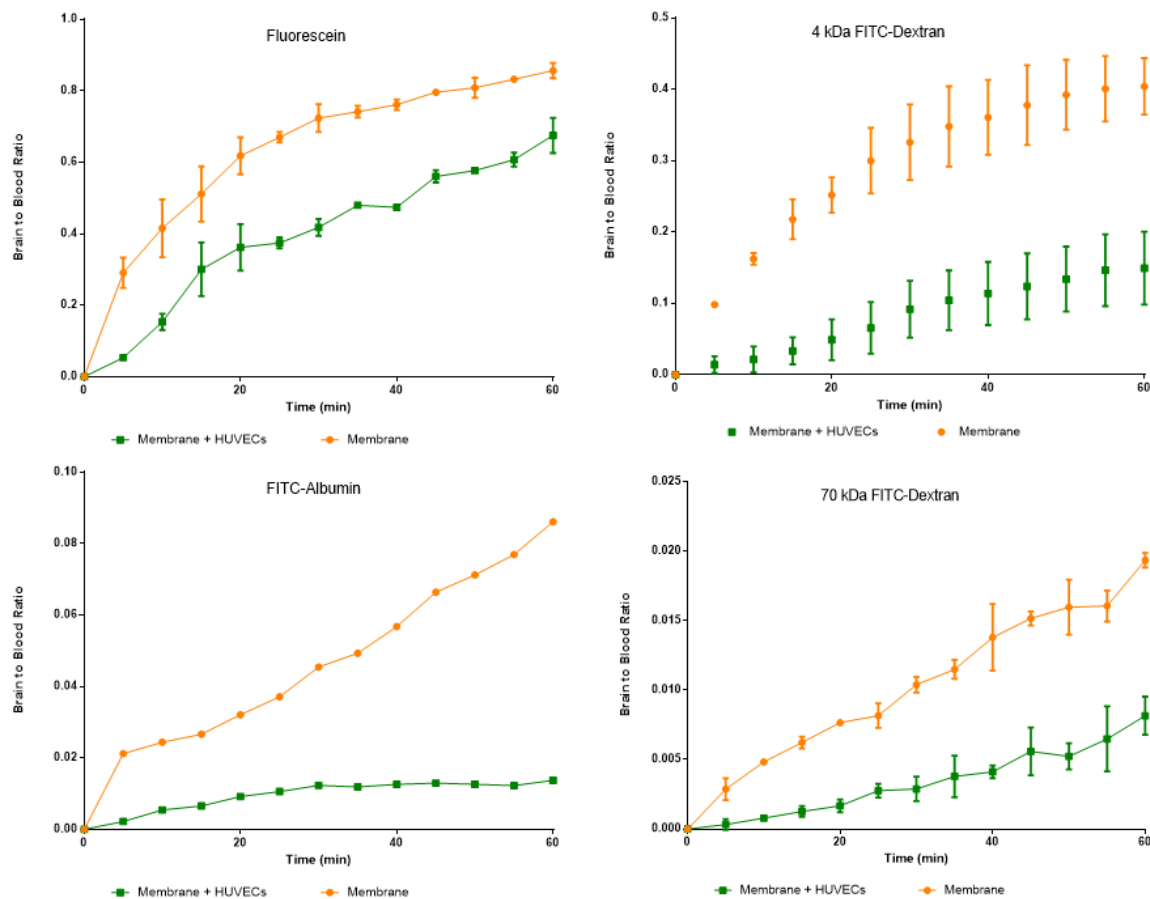 Fluorescein
1.0
0.8
0.6
0.4
0.2
0.0
Brain to Blood Ratio
0 20 40 60
Time (min)
Membrane + HUVECs Membrane
4 kDa FITC-Dextran
0.5
0.4
0.3
0.2
0.1
0.0
Brain to Blood Ratio
0 20 40 60
Time (min)
Membrane + HUVECs Membrane
FITC-Albumin
0.10
0.08
0.06
0.04
0.02
0.00
Brain to Blood Ratio
0 20 40 60
Time (min)
Membrane + HUVECs Membrane
70 kDa FITC-Dextran
0.025
0.020
0.015
0.010
0.005
0.000
Brain to Blood Ratio
0 20 40 60
Time (min)
Membrane + HUVECs Membrane